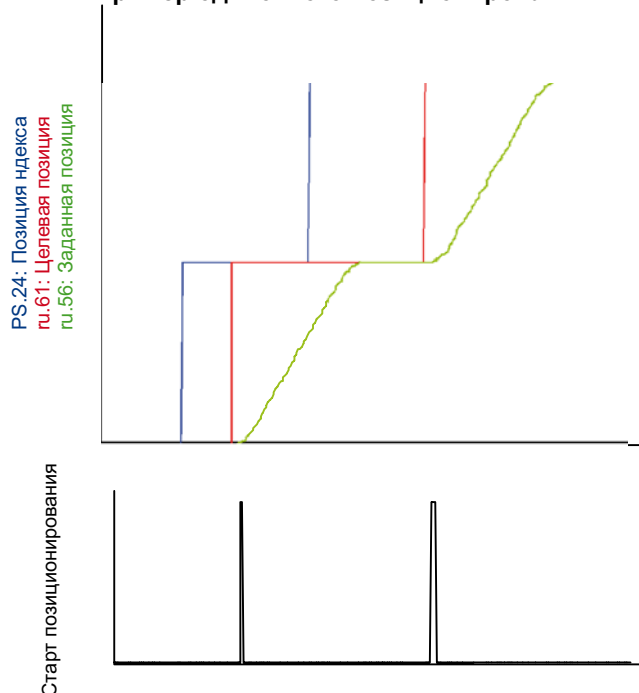 PS.24: Позиция ндекса
ru.61: Целевая позиция
ru.56: Заданная позиция
Старт позиционирования